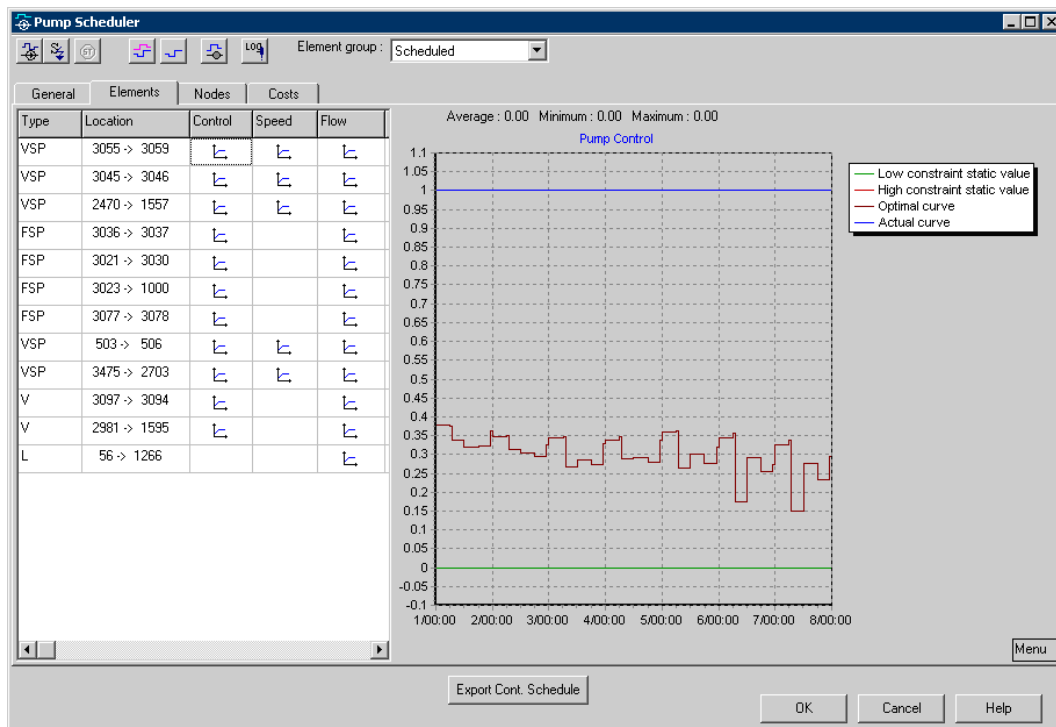 Pump Scheduler
LOG
Element group :
Scheduled
General Elements Nodes Costs
Type Location Control Speed Flow
VSP 3055 -> 3059
VSP 3045 -> 3046
VSP 2470 -> 1557
FSP 3036 -> 3037
FSP 3021 -> 3030
FSP 3023 -> 1000
FSP 3077 -> 3078
VSP 503 -> 506
VSP 3475 -> 2703
V 3097 -> 3094
V 2981 -> 1595
L 56 -> 1266
Average : 0.00 Minimum : 0.00 Maximum : 0.00
Pump Control
1.1
1.05
1
0.95
0.9
0.85
0.8
0.75
0.7
0.65
0.6
0.55
0.5
0.45
0.4
0.35
0.3
0.25
0.2
0.15
0.1
0.05
0
-0.05
-0.1
1/00:00 2/00:00 3/00:00 4/00:00 5/00:00 6/00:00 7/00:00 8/00:00
Low constraint static value
High constraint static value
Optimal curve
Actual curve
Menu
Export Cont. Schedule
OK Cancel Help